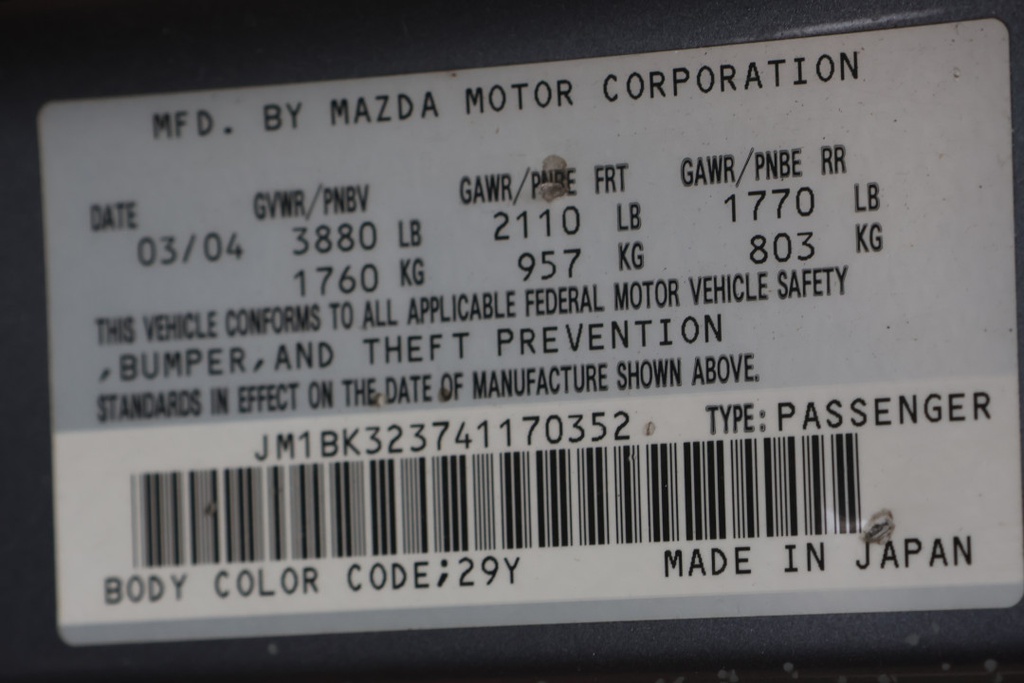 MFD. BY MAZDA MOTOR CORPORATION
DATE GVWR/PNBV GAWR/PNBE FRT GAWR/PNBE RR
03/04 3880 LB 2110 LB 1770 LB
1760 KG 957 KG 803 KG
THIS VEHICLE CONFORMS TO ALL APPLICABLE FEDERAL MOTOR VEHICLE SAFETY
,BUMPER,AND THEFT PREVENTION
STANDARDS IN EFFECT ON THE DATE OF MANUFACTURE SHOWN ABOVE.
JM1BK323741170352 TYPE: PASSENGER
BODY COLOR CODE;29Y MADE IN JAPAN